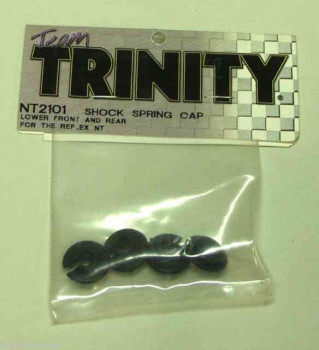 Team
TRINITY
NT2101 SHOCK SPRING CAP
LOWER FRONT AND REAR
FOR THE REFLEX NT